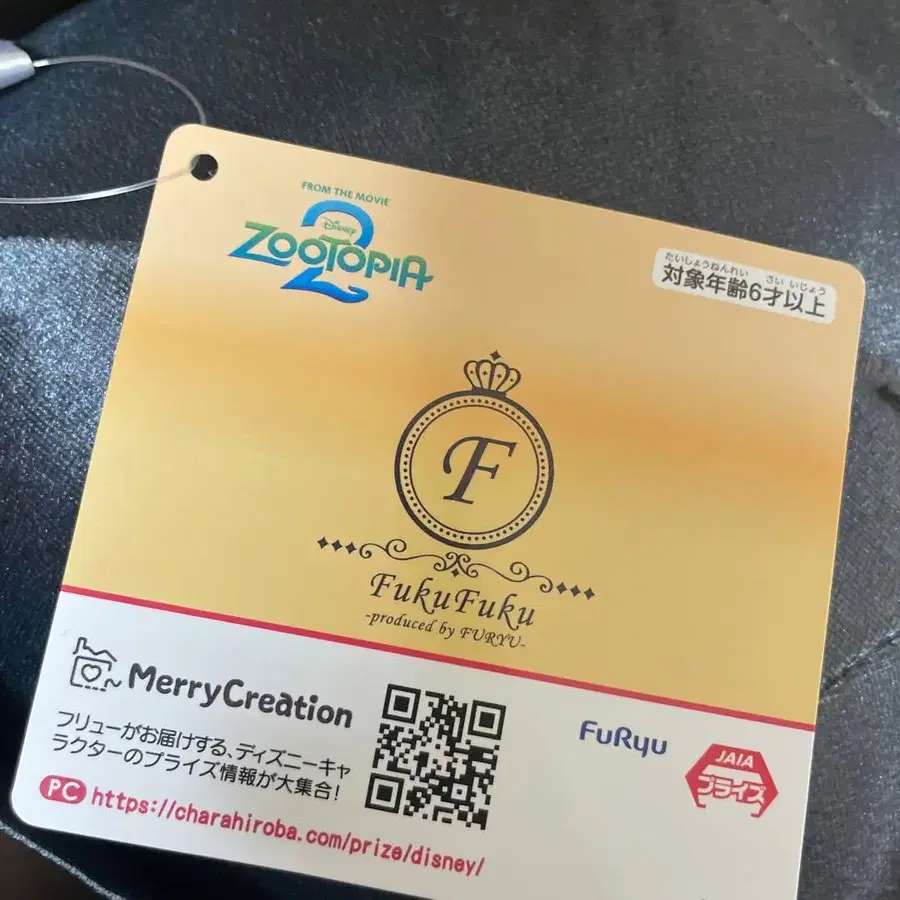 FROM THE MOVIE
Disney
ZOOTOPIA
2
たいしょうねんれい さい いじょう
対象年齢6才以上
F
FukuFuku
-produced by FURYU-
MerryCreation
フリューがお届けする、ディズニーキャ
ラクターのプライズ情報が大集合!
PC https://charahiroba.com/prize/disney/
FuRyu
JAIA
プライズ